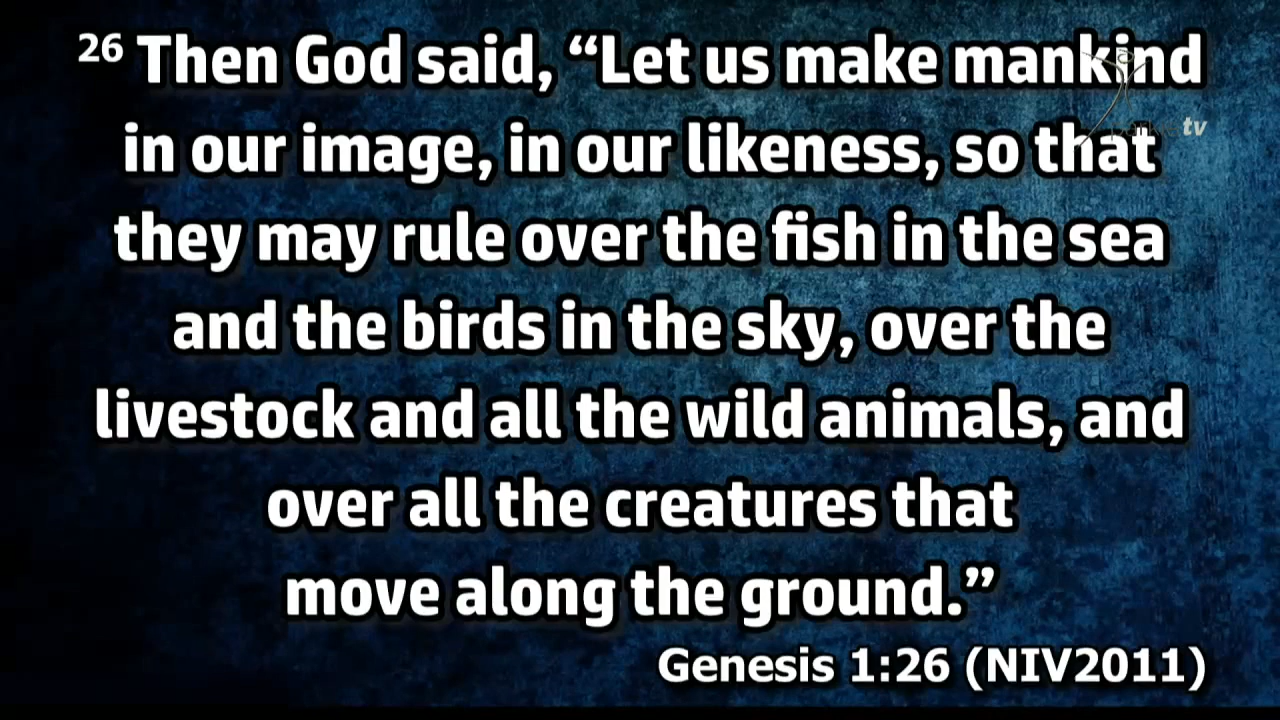 26 Then God said, “Let us make mankind
in our image, in our likeness, so that
they may rule over the fish in the sea
and the birds in the sky, over the
livestock and all the wild animals, and
over all the creatures that
move along the ground.”
Genesis 1:26 (NIV2011)
tv